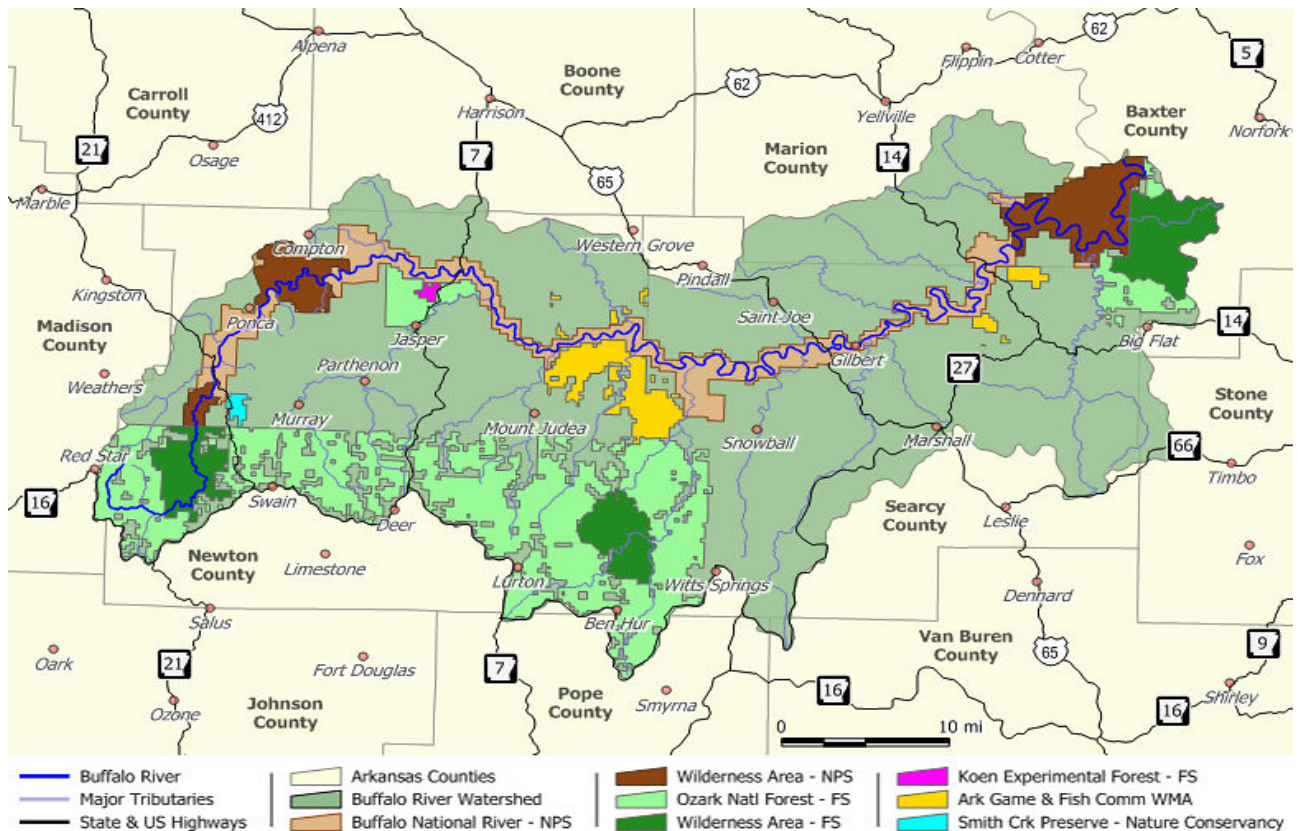 62
Alpena
Flippin
Cotter
5
Boone
County
Carroll
County
62
Harrison
Yellville
Baxter
County
412
Norfork
21
Osage
7
Marion
County
14
65
Marble
Compton
Western Grove
Pindall
Kingston
Ponca
Saint Joe
Madison
County
Jasper
Gilbert
Big Flat
14
Parthenon
27
Weathers
Murray
Mount Judea
Snowball
Marshall
Stone
County
Red Star
66
Timbo
16
Swain
Deer
Searcy
County
Leslie
Newton
County
Limestone
Lurton
Witts Springs
Fox
Dennard
Salus
Ben Hur
Van Buren
County
9
Oark
21
Fort Douglas
7
65
Pope
County
16
Smyrna
Shirley
Johnson
County
Ozone
16
0 10 mi
Buffalo River
Major Tributaries
State & US Highways
Arkansas Counties
Buffalo River Watershed
Buffalo National River - NPS
Wilderness Area - NPS
Ozark Natl Forest - FS
Wilderness Area - FS
Koen Experimental Forest - FS
Ark Game & Fish Comm WMA
Smith Crk Preserve - Nature Conservancy